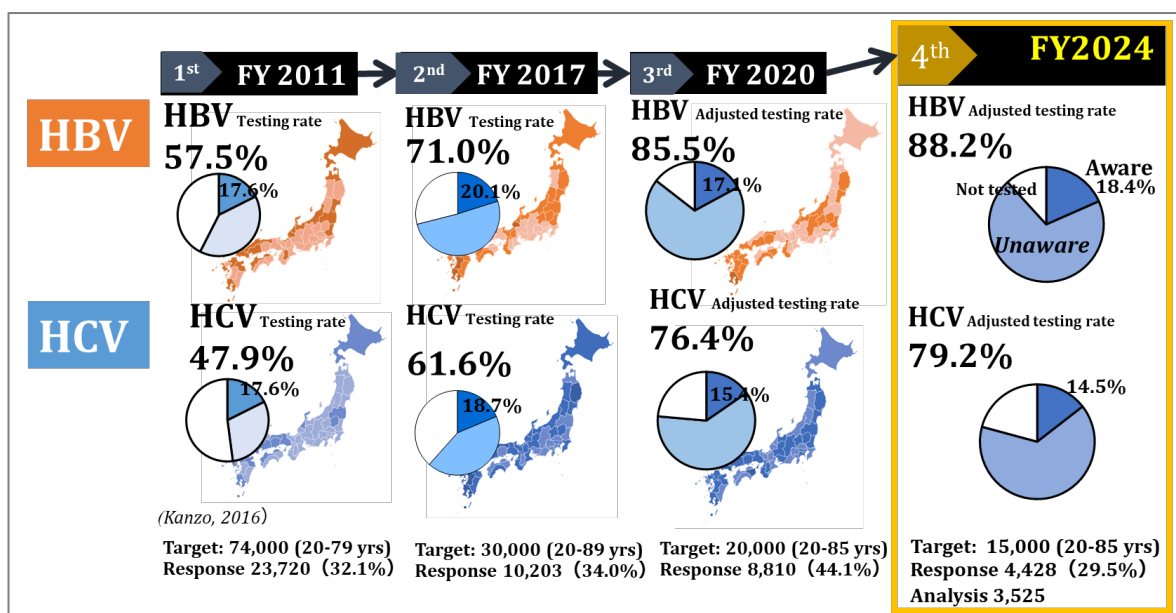 1st FY 2011
2nd FY 2017
3rd FY 2020
4th FY2024
HBV
HBV Testing rate
57.5%
17.6%
HBV Testing rate
71.0%
20.1%
HBV Adjusted testing rate
85.5%
17.1%
HBV Adjusted testing rate
88.2%
Aware
18.4%
Not tested
Unaware
HCV
HCV Testing rate
47.9%
17.6%
HCV Testing rate
61.6%
18.7%
HCV Adjusted testing rate
76.4%
15.4%
HCV Adjusted testing rate
79.2%
14.5%
(Kanzo, 2016)
Target: 74,000 (20-79 yrs)
Response 23,720 (32.1%)
Target: 30,000 (20-89 yrs)
Response 10,203 (34.0%)
Target: 20,000 (20-85 yrs)
Response 8,810 (44.1%)
Target: 15,000 (20-85 yrs)
Response 4,428 (29.5%)
Analysis 3,525